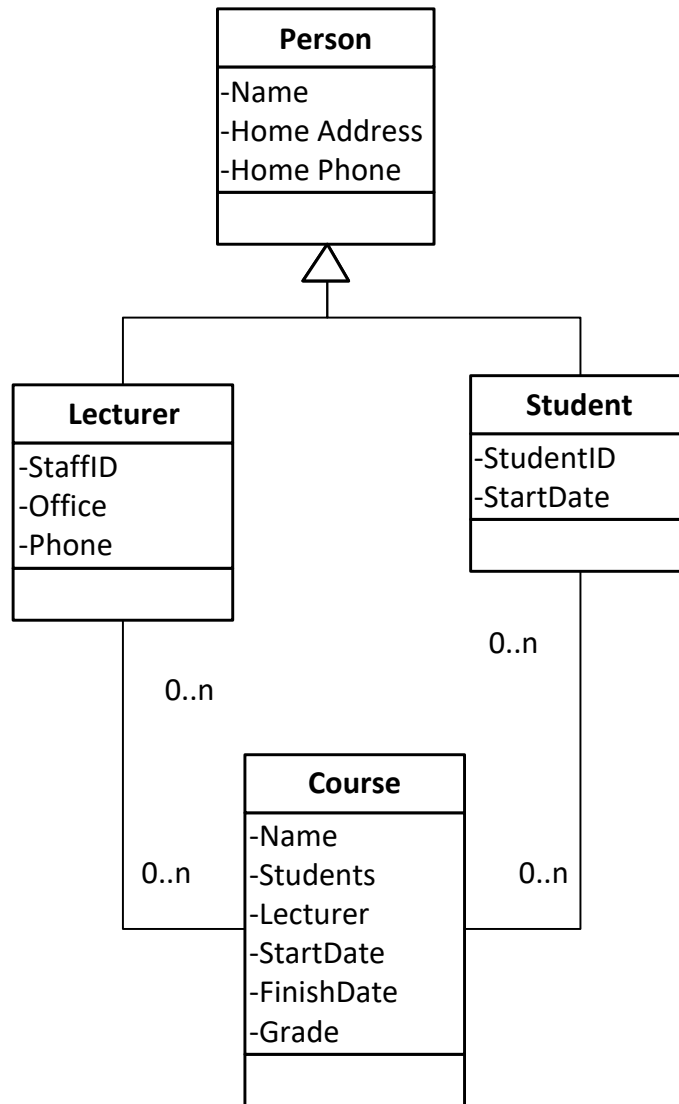 Person
-Name
-Home Address
-Home Phone
Lecturer
-StaffID
-Office
-Phone
Student
-StudentID
-StartDate
0..n
0..n
Course
-Name
-Students
-Lecturer
-StartDate
-FinishDate
-Grade
0..n
0..n